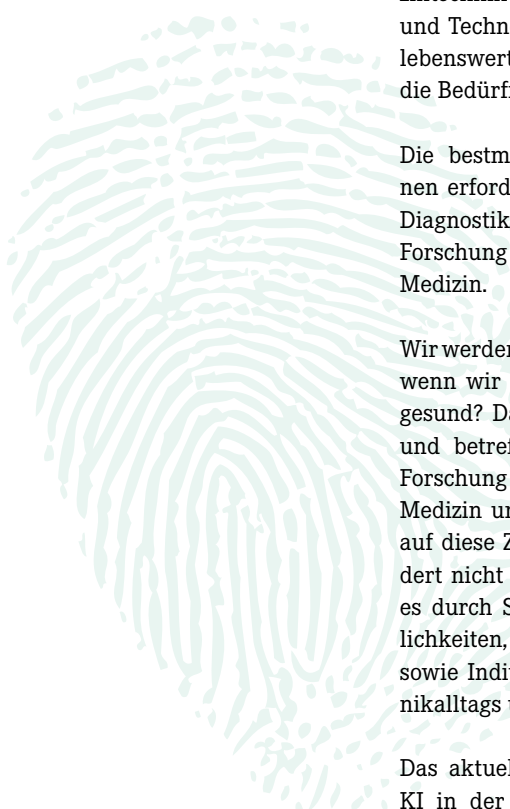 und Techn
lebenswert
die Bedürf
Die bestm
nen erford
Diagnostik
Forschung
Medizin.
Wir werden
wenn wir
gesund? Da
und betref
Forschung
Medizin un
auf diese Z
dert nicht
es durch S
lichkeiten,
sowie Indi
nikalltags
Das aktuel
KI in der